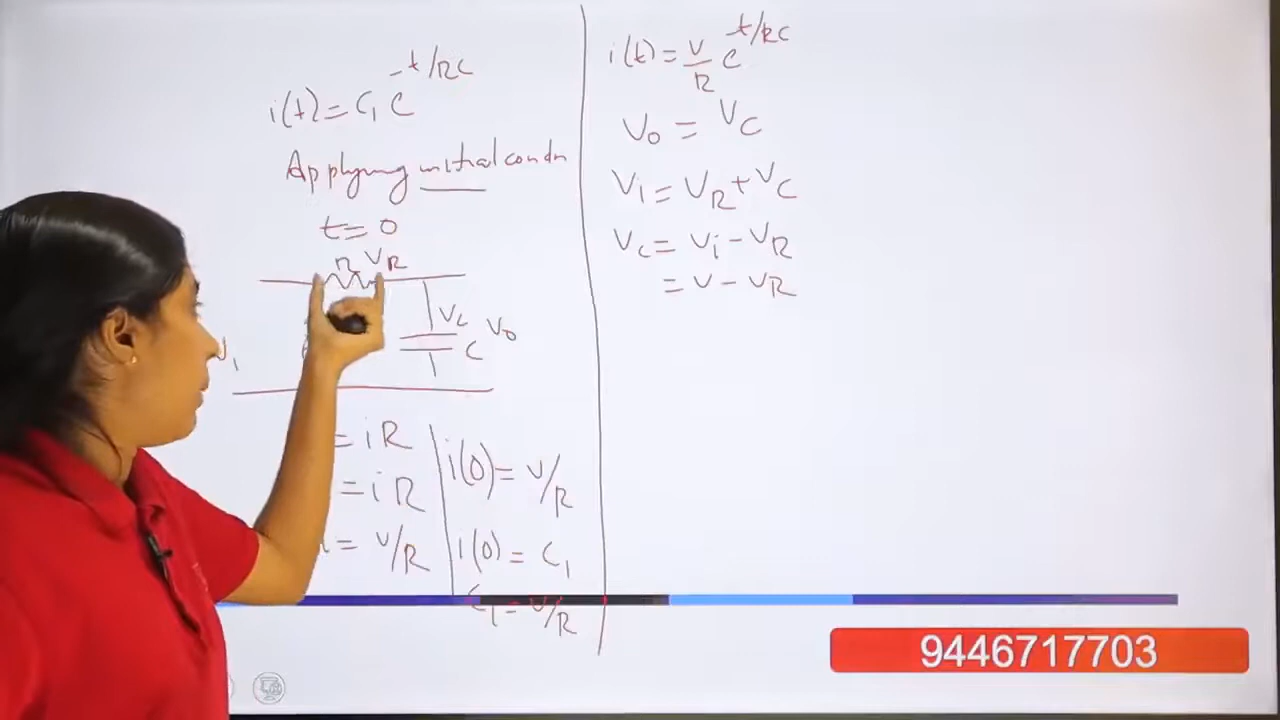 i(t) = C₁ e^-t/RC
Applying initial condn
t = 0
R V_R
V_C V₀
C
V_i
= iR
= iR
= V/R
i(0) = V/R
i(0) = C₁
C₁ = V/R
i(t) = V/R e^-t/RC
V₀ = V_C
V_i = V_R + V_C
V_C = V_i - V_R
= V - V_R
9446717703